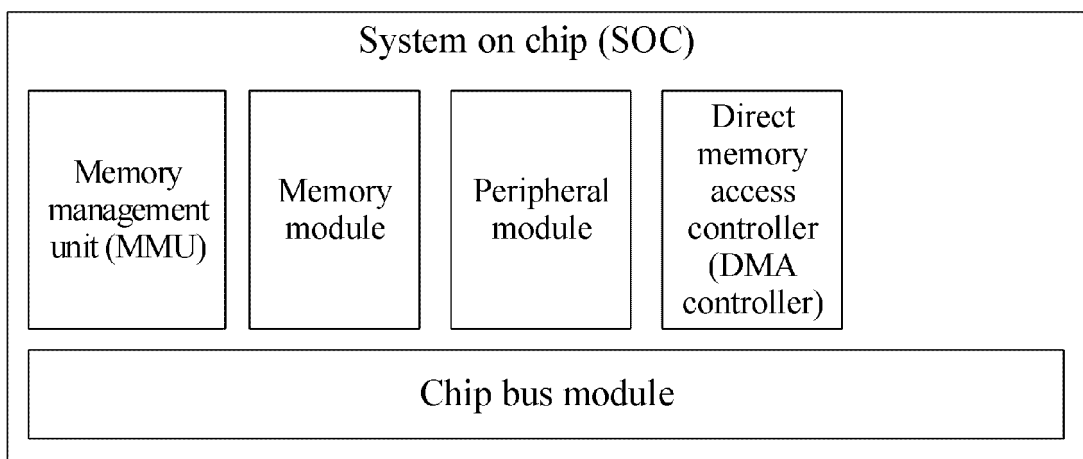 System on chip (SOC)
Memory
management
unit (MMU)
Memory
module
Peripheral
module
Direct
memory
access
controller
(DMA
controller)
Chip bus module